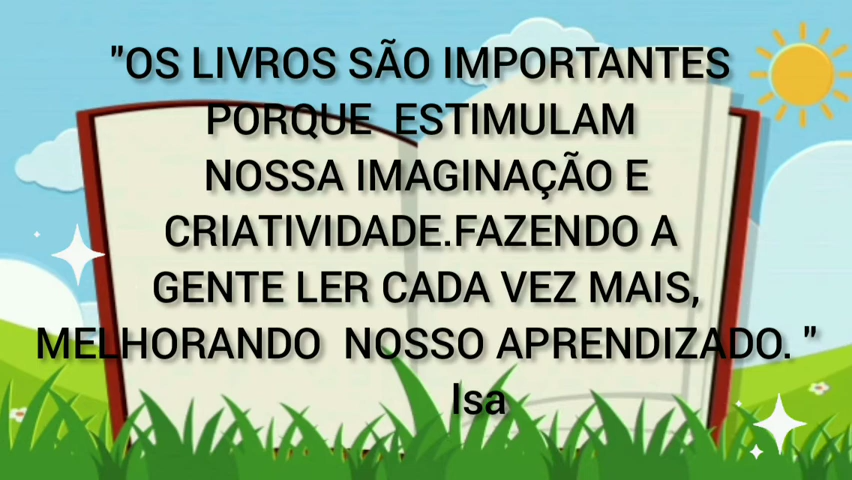 "OS LIVROS SÃO IMPORTANTES
PORQUE ESTIMULAM
NOSSA IMAGINAÇÃO E
CRIATIVIDADE.FAZENDO A
GENTE LER CADA VEZ MAIS,
MELHORANDO NOSSO APRENDIZADO. "
Isa